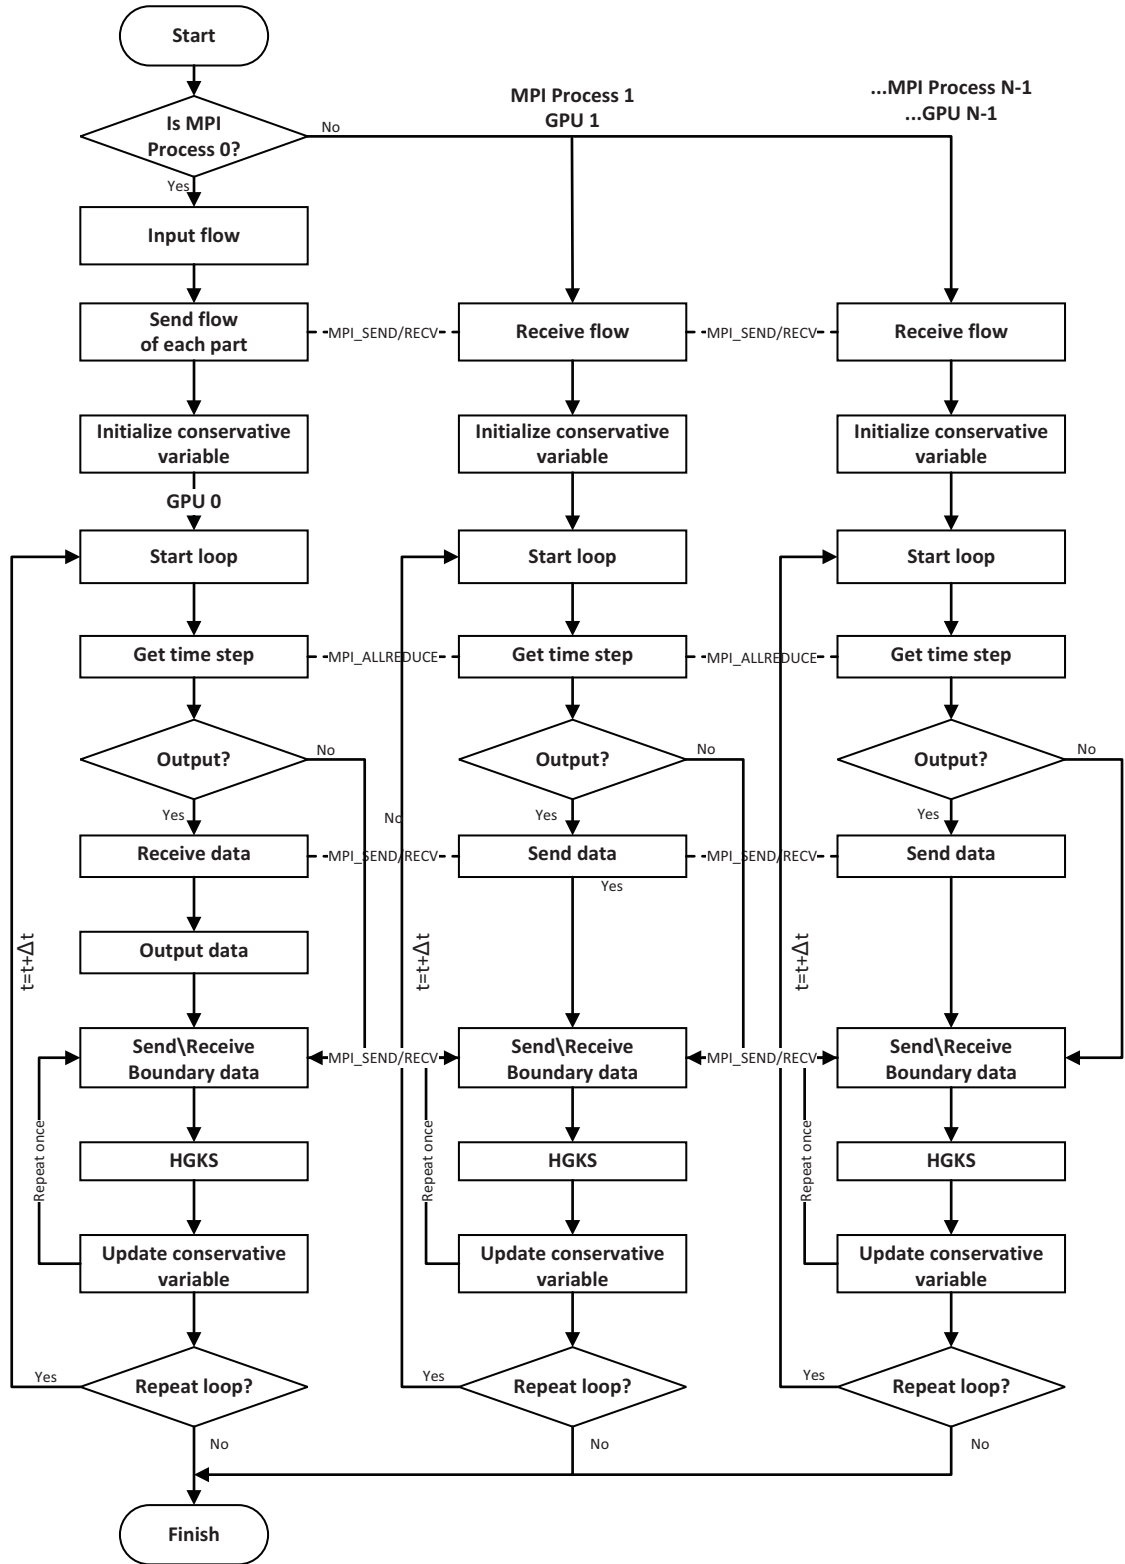 Start
MPI Process 1
GPU 1
...MPI Process N-1
...GPU N-1
Is MPI
Process 0?
No
Yes
Input flow
Send flow
of each part
MPI_SEND/RECV
Receive flow
MPI_SEND/RECV
Receive flow
Initialize conservative
variable
Initialize conservative
variable
Initialize conservative
variable
GPU 0
Start loop
Start loop
Start loop
Get time step
MPI_ALLREDUCE
Get time step
MPI_ALLREDUCE
Get time step
Output?
No
Output?
No
Output?
No
Yes
No
Yes
Yes
Receive data
MPI_SEND/RECV
Send data
MPI_SEND/RECV
Send data
Yes
t=t+Δt
Output data
t=t+Δt
t=t+Δt
Send\Receive
Boundary data
MPI_SEND/RECV
Send\Receive
Boundary data
MPI_SEND/RECV
Send\Receive
Boundary data
Repeat once
HGKS
Repeat once
HGKS
Repeat once
HGKS
Update conservative
variable
Update conservative
variable
Update conservative
variable
Yes
Repeat loop?
Yes
Repeat loop?
Yes
Repeat loop?
No
No
No
Finish